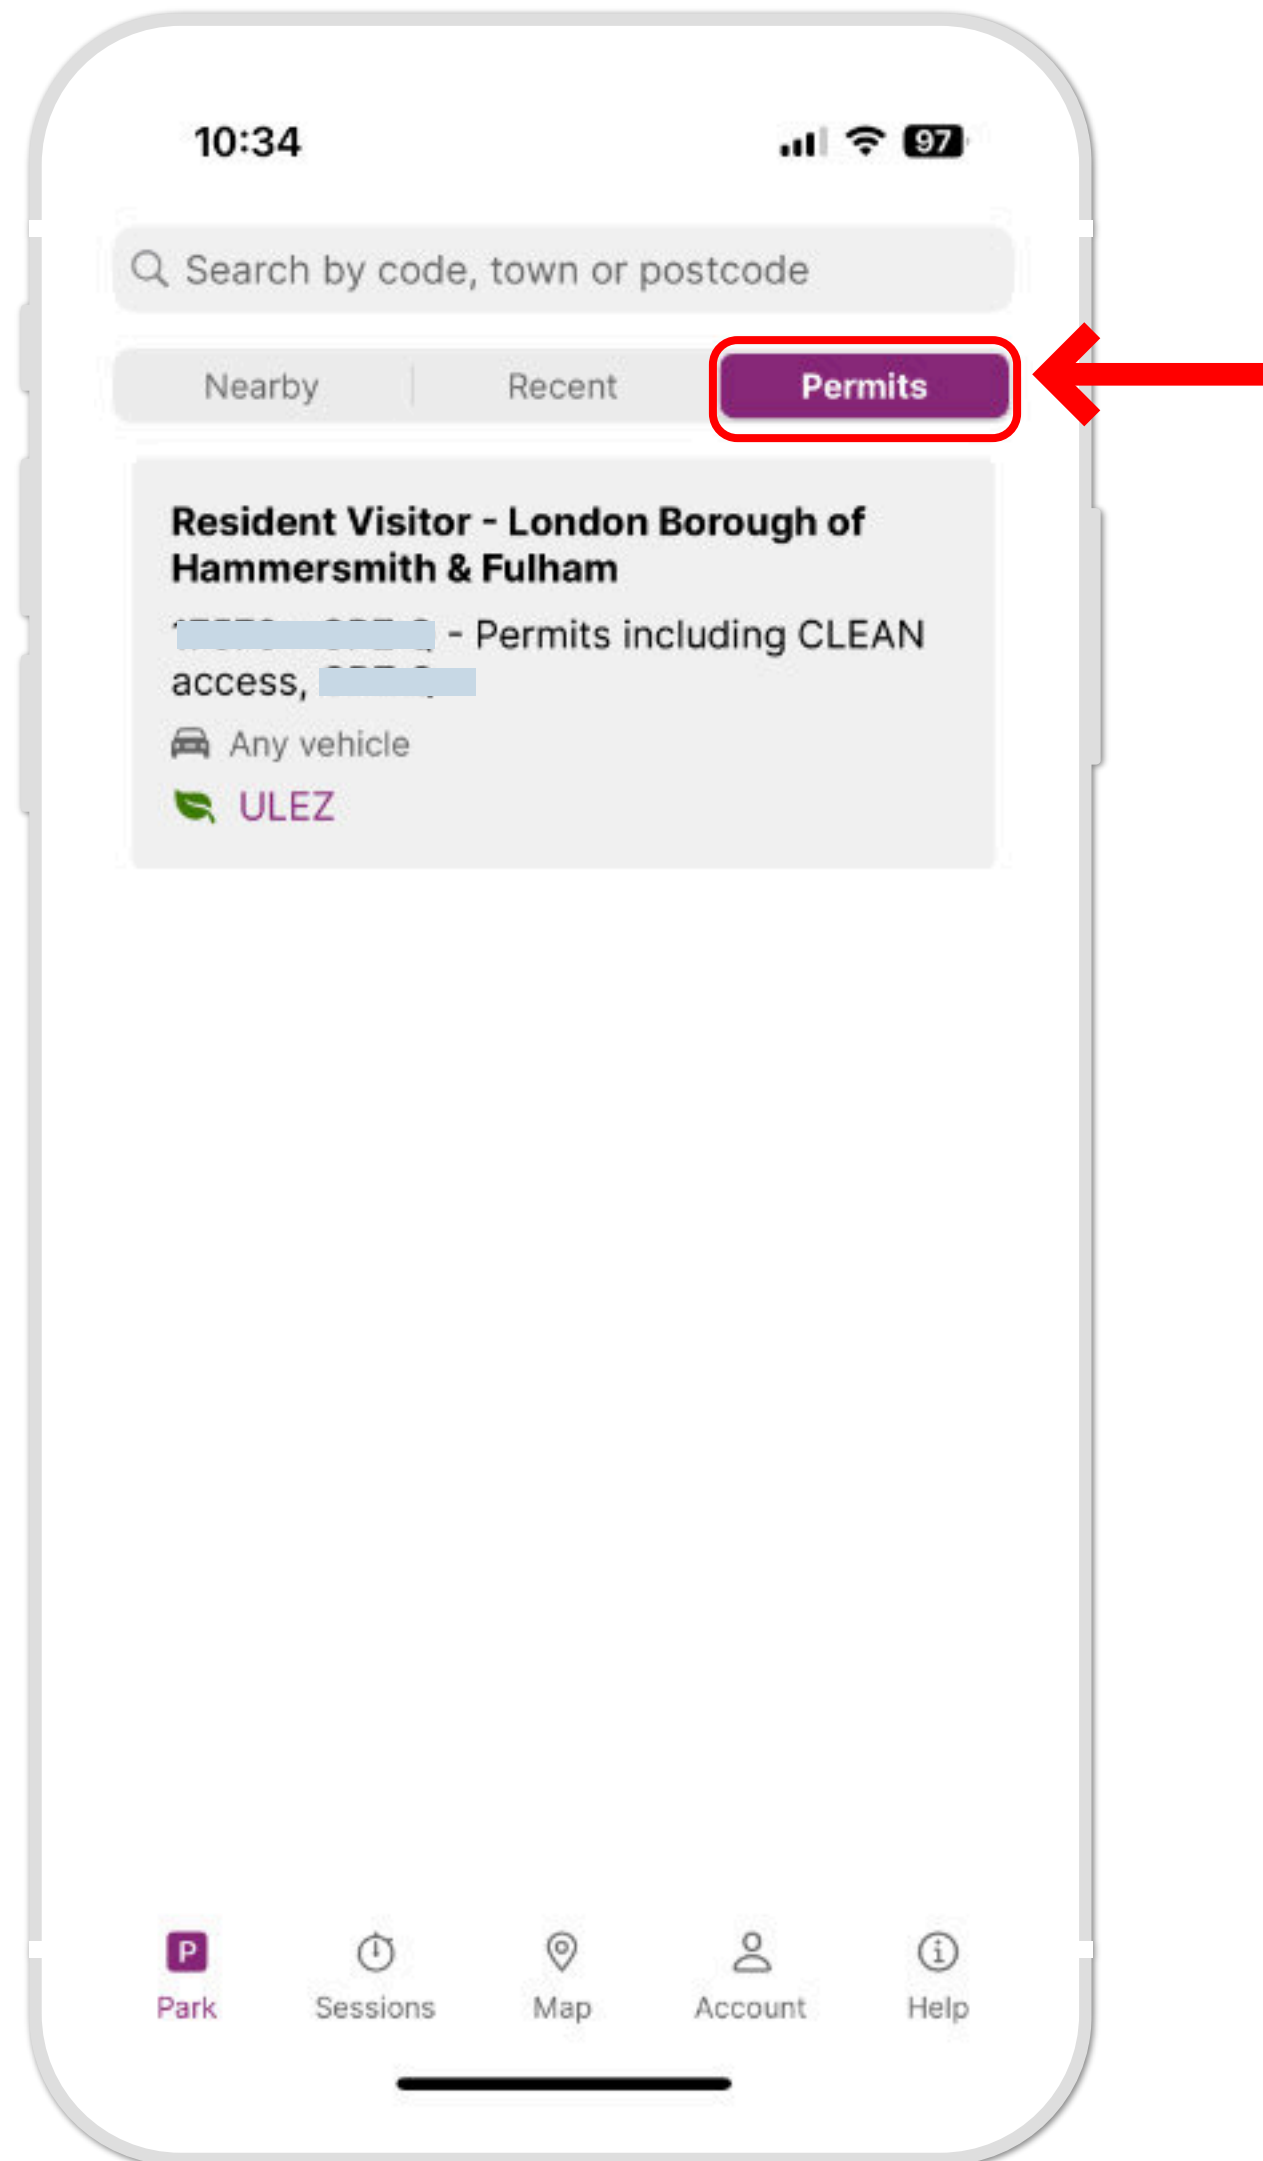 10:34
97
Search by code, town or postcode
Nearby Recent Permits
Resident Visitor - London Borough of
Hammersmith & Fulham
- Permits including CLEAN
access,
Any vehicle
ULEZ
P
Park Sessions Map Account Help